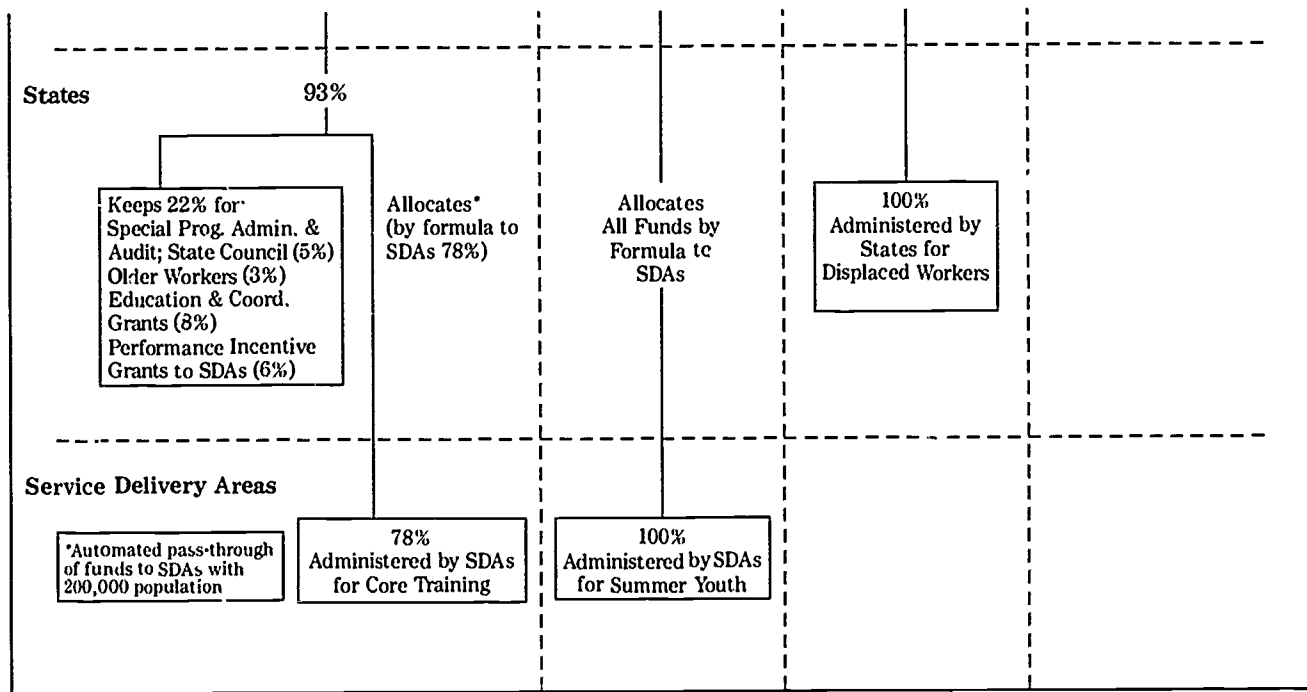 States
93%
Keeps 22% for:
Special Prog. Admin. &
Audit; State Council (5%)
Older Workers (3%)
Education & Coord.
Grants (8%)
Performance Incentive
Grants to SDAs (6%)
Allocates*
(by formula to
SDAs 78%)
Allocates
All Funds by
Formula to
SDAs
100%
Administered by
States for
Displaced Workers
Service Delivery Areas
*Automated pass-through
of funds to SDAs with
200,000 population
78%
Administered by SDAs
for Core Training
100%
Administered by SDAs
for Summer Youth